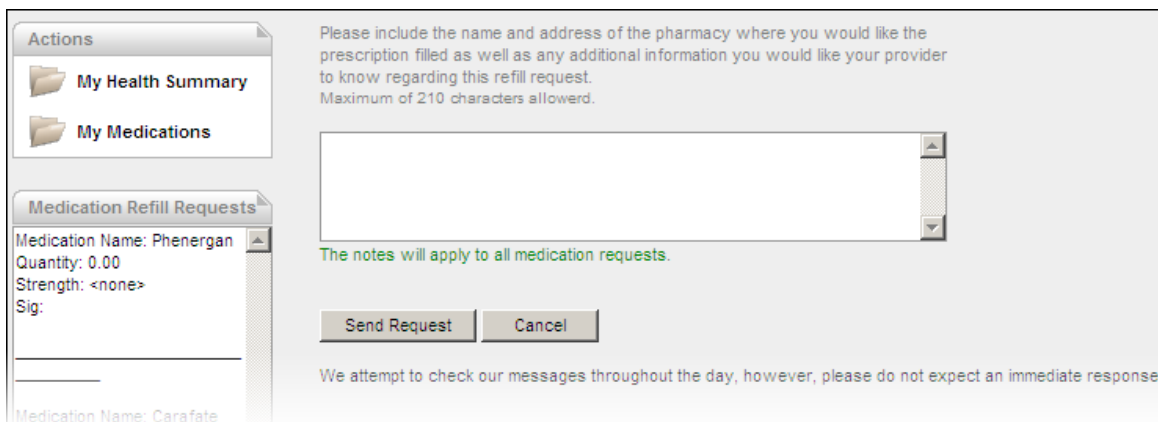 Actions
My Health Summary
My Medications
Medication Refill Requests
Medication Name: Phenergan
Quantity: 0.00
Strength: <none>
Sig:
Medication Name: Carafate
Please include the name and address of the pharmacy where you would like the
prescription filled as well as any additional information you would like your provider
to know regarding this refill request.
Maximum of 210 characters allowerd.
The notes will apply to all medication requests.
Send Request
Cancel
We attempt to check our messages throughout the day, however, please do not expect an immediate response